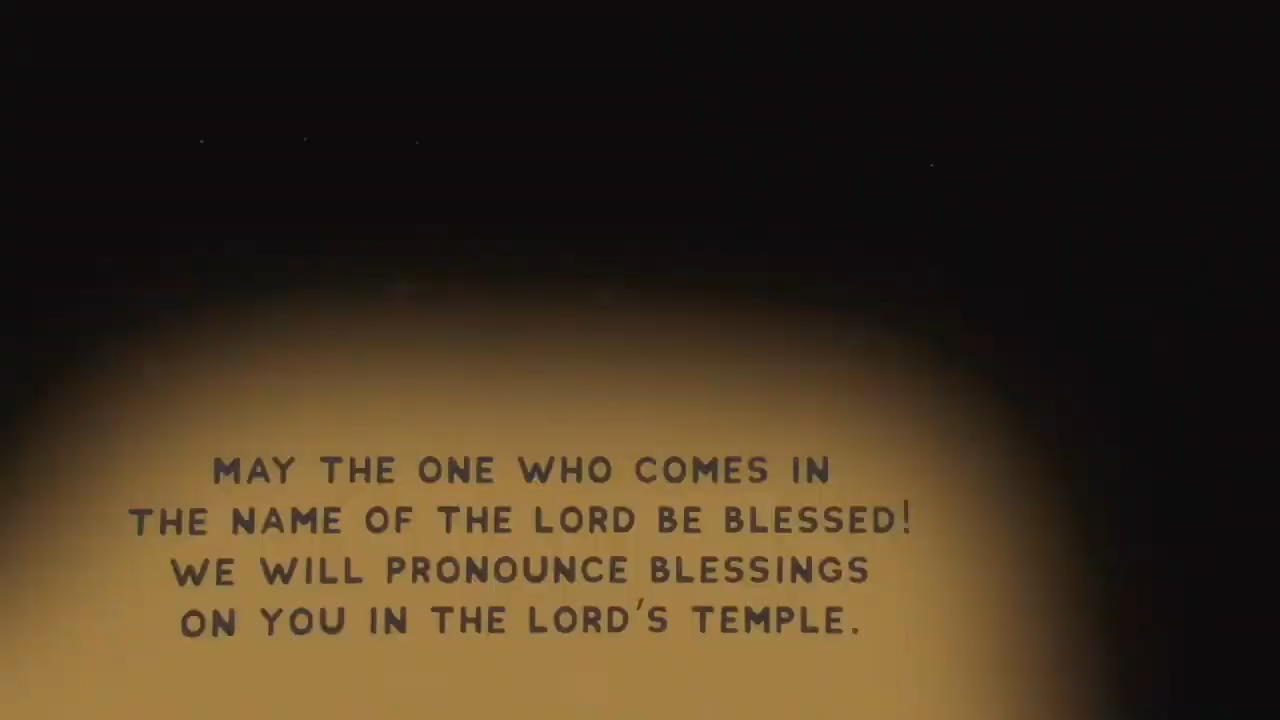 MAY THE ONE WHO COMES IN
THE NAME OF THE LORD BE BLESSED!
WE WILL PRONOUNCE BLESSINGS
ON YOU IN THE LORD'S TEMPLE.